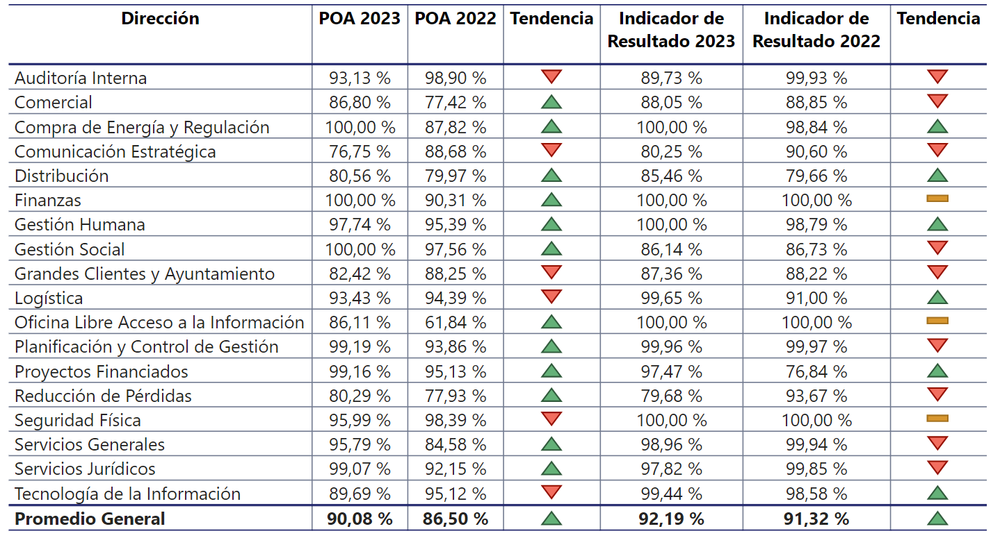 Dirección POA 2023 POA 2022 Tendencia Indicador de Resultado 2023 Indicador de Resultado 2022 Tendencia
Auditoría Interna 93,13 % 98,90 % 89,73 % 99,93 %
Comercial 86,80 % 77,42 % 88,05 % 88,85 %
Compra de Energía y Regulación 100,00 % 87,82 % 100,00 % 98,84 %
Comunicación Estratégica 76,75 % 88,68 % 80,25 % 90,60 %
Distribución 80,56 % 79,97 % 85,46 % 79,66 %
Finanzas 100,00 % 90,31 % 100,00 % 100,00 %
Gestión Humana 97,74 % 95,39 % 100,00 % 98,79 %
Gestión Social 100,00 % 97,56 % 86,14 % 86,73 %
Grandes Clientes y Ayuntamiento 82,42 % 88,25 % 87,36 % 88,22 %
Logística 93,43 % 94,39 % 99,65 % 91,00 %
Oficina Libre Acceso a la Información 86,11 % 61,84 % 100,00 % 100,00 %
Planificación y Control de Gestión 99,19 % 93,86 % 99,96 % 99,97 %
Proyectos Financiados 99,16 % 95,13 % 97,47 % 76,84 %
Reducción de Pérdidas 80,29 % 77,93 % 79,68 % 93,67 %
Seguridad Física 95,99 % 98,39 % 100,00 % 100,00 %
Servicios Generales 95,79 % 84,58 % 98,96 % 99,94 %
Servicios Jurídicos 99,07 % 92,15 % 97,82 % 99,85 %
Tecnología de la Información 89,69 % 95,12 % 99,44 % 98,58 %
Promedio General 90,08 % 86,50 % 92,19 % 91,32 %